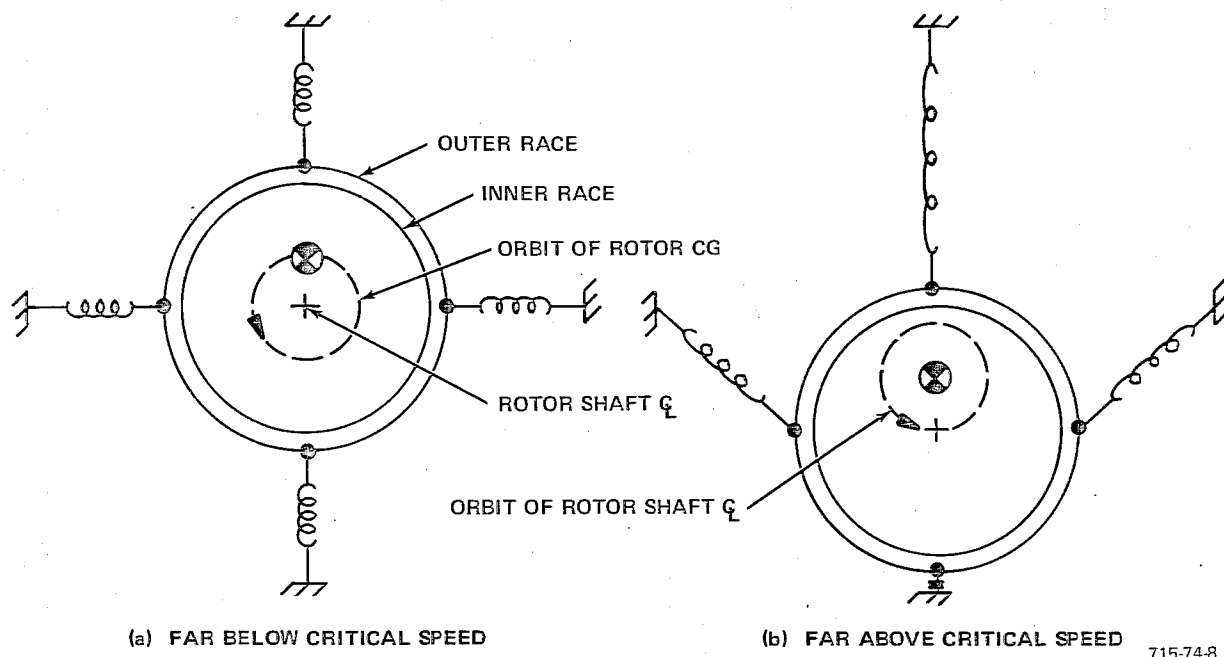 OUTER RACE
INNER RACE
ORBIT OF ROTOR CG
ROTOR SHAFT ℄
ORBIT OF ROTOR SHAFT ℄
(a) FAR BELOW CRITICAL SPEED
(b) FAR ABOVE CRITICAL SPEED
715-74-8